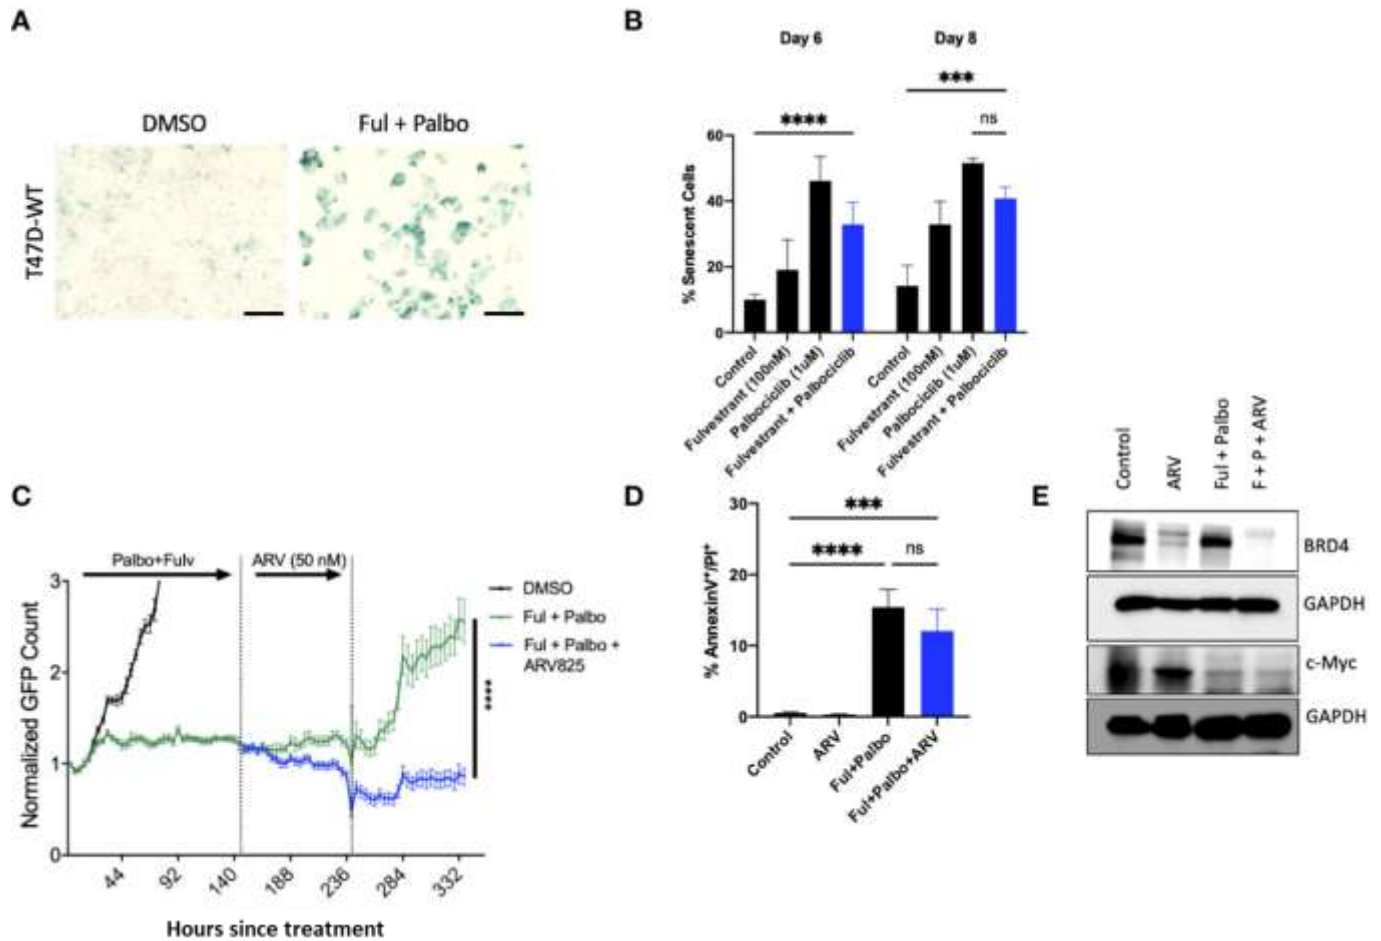 A
DMSO
Ful + Palbo
T47D-WT
B
Day 6
Day 8
****
***
ns
% Senescent Cells
60
40
20
0
Control
Fulvestrant (100nM)
Palbociclib (1uM)
Fulvestrant + Palbociclib
Control
Fulvestrant (100nM)
Palbociclib (1uM)
Fulvestrant + Palbociclib
C
Palbo+Fulv
ARV (50 nM)
DMSO
Ful + Palbo
Ful + Palbo +
ARV825
****
Normalized GFP Count
3
2
1
0
44
92
140
188
236
284
332
Hours since treatment
D
***
****
ns
% AnnexinV⁺/PI⁺
30
20
10
0
Control
ARV
Ful+Palbo
Ful+Palbo+ARV
E
Control
ARV
Ful + Palbo
F + P + ARV
BRD4
GAPDH
c-Myc
GAPDH